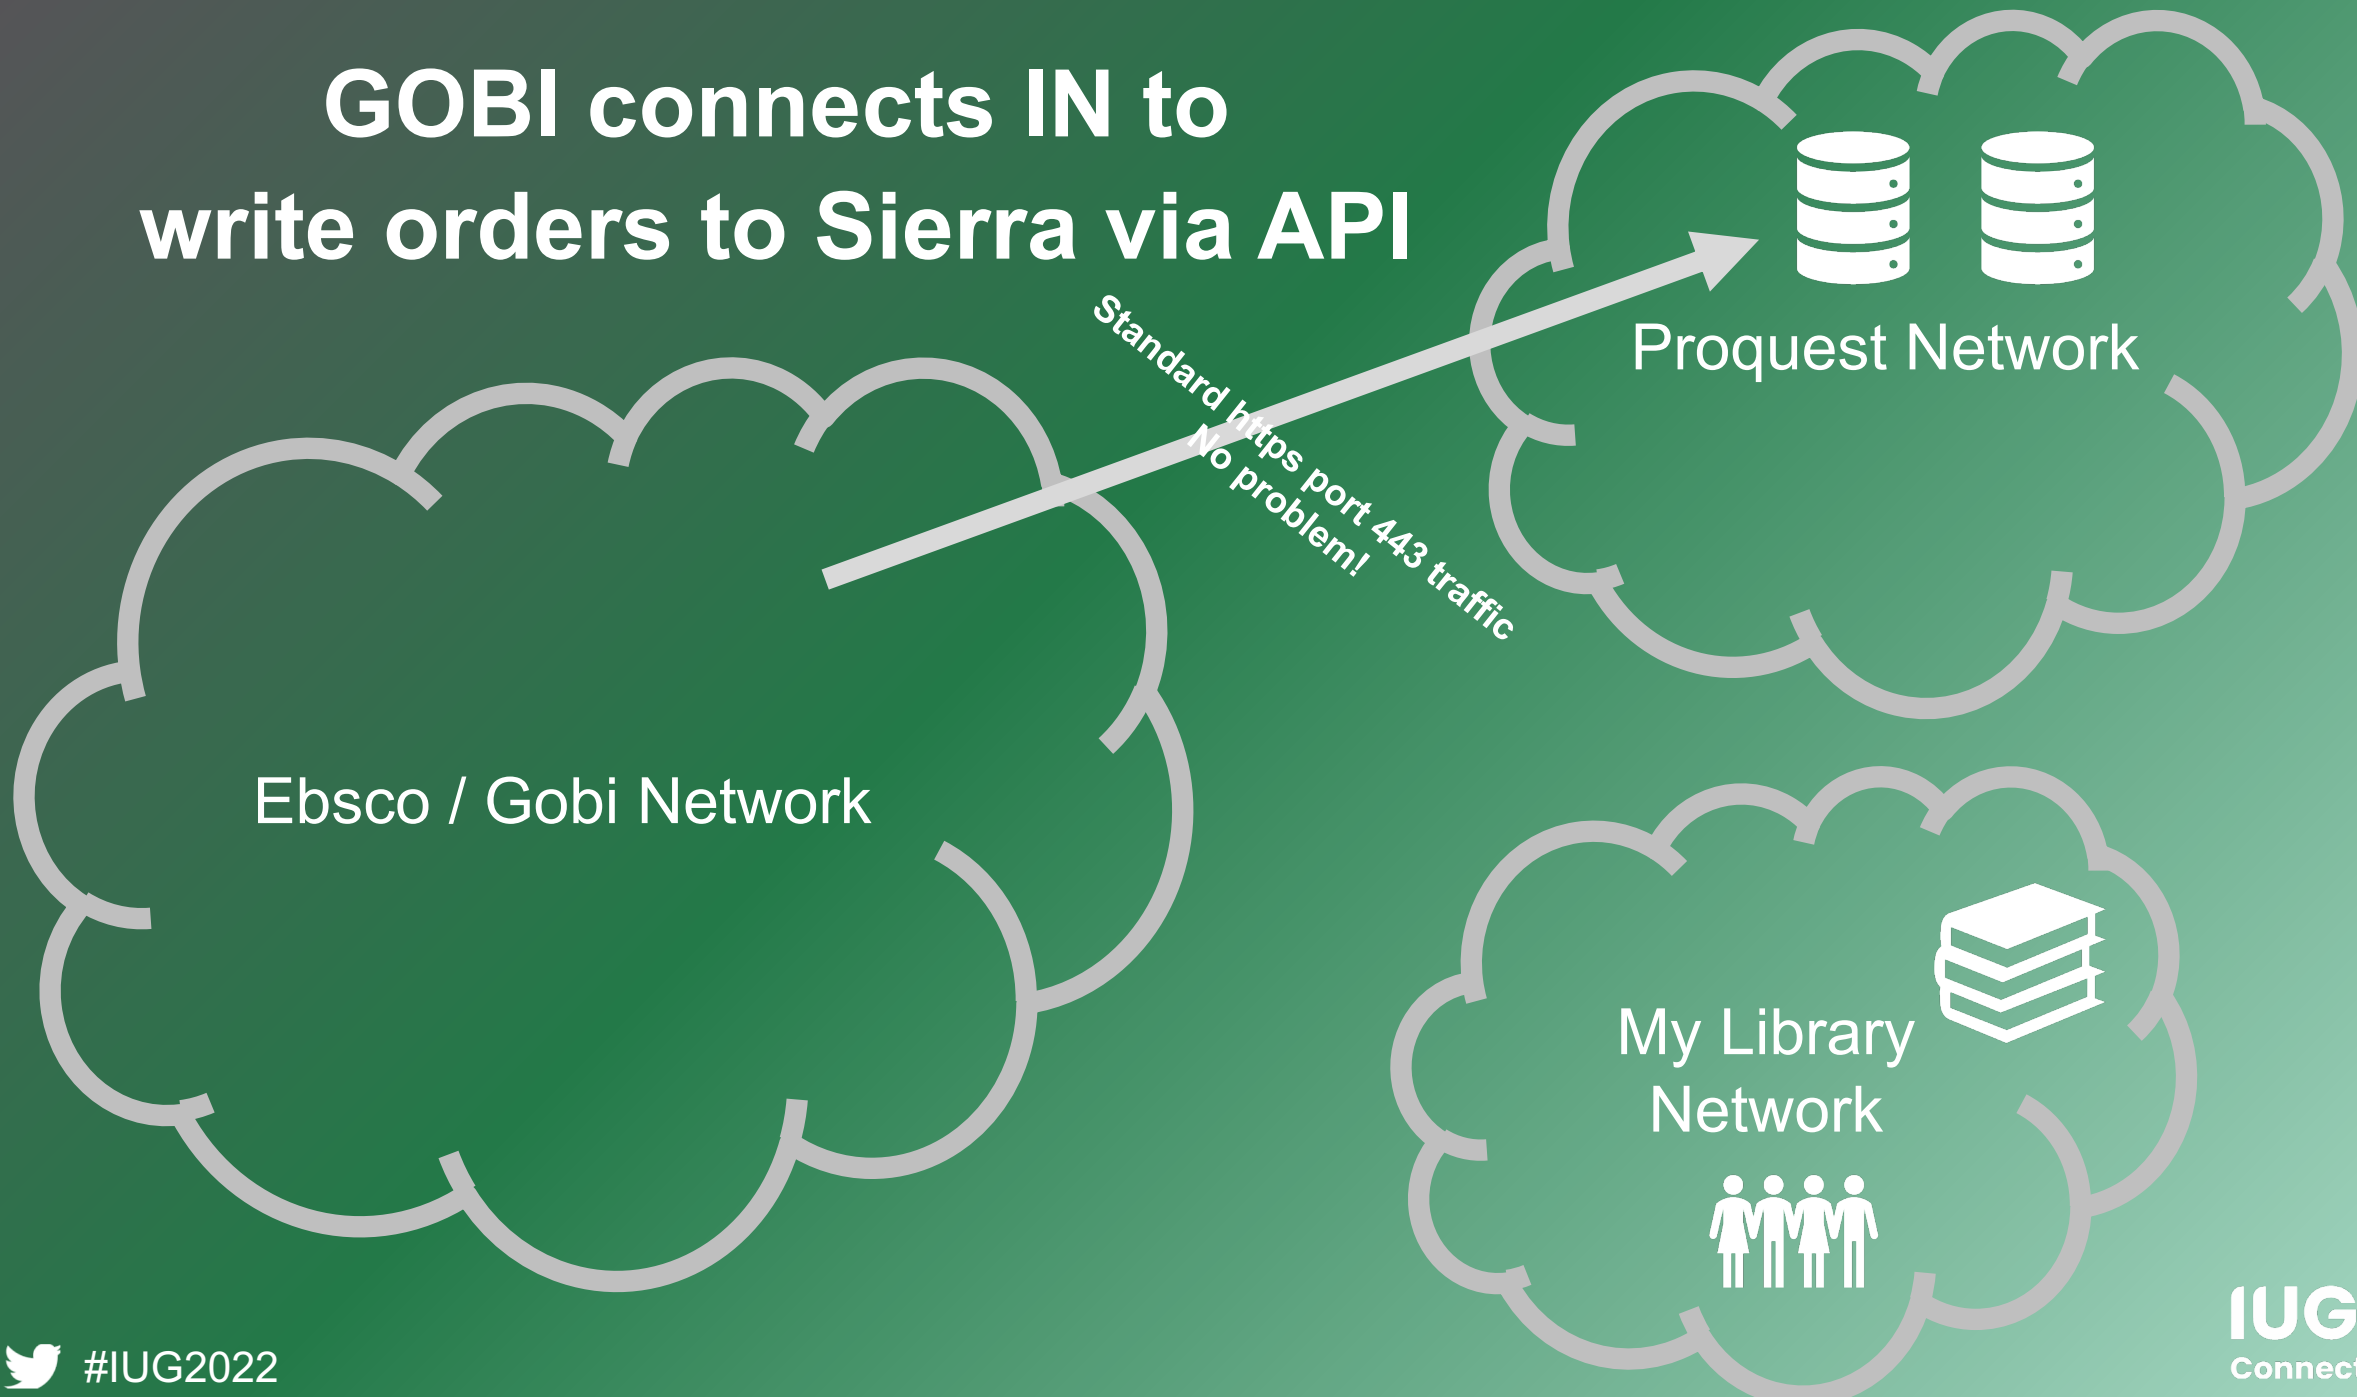 GOBI connects IN to
write orders to Sierra via API
Standard https port 443 traffic
No problem!
Proquest Network
Ebsco / Gobi Network
My Library
Network
#IUG2022
IUG
Connect